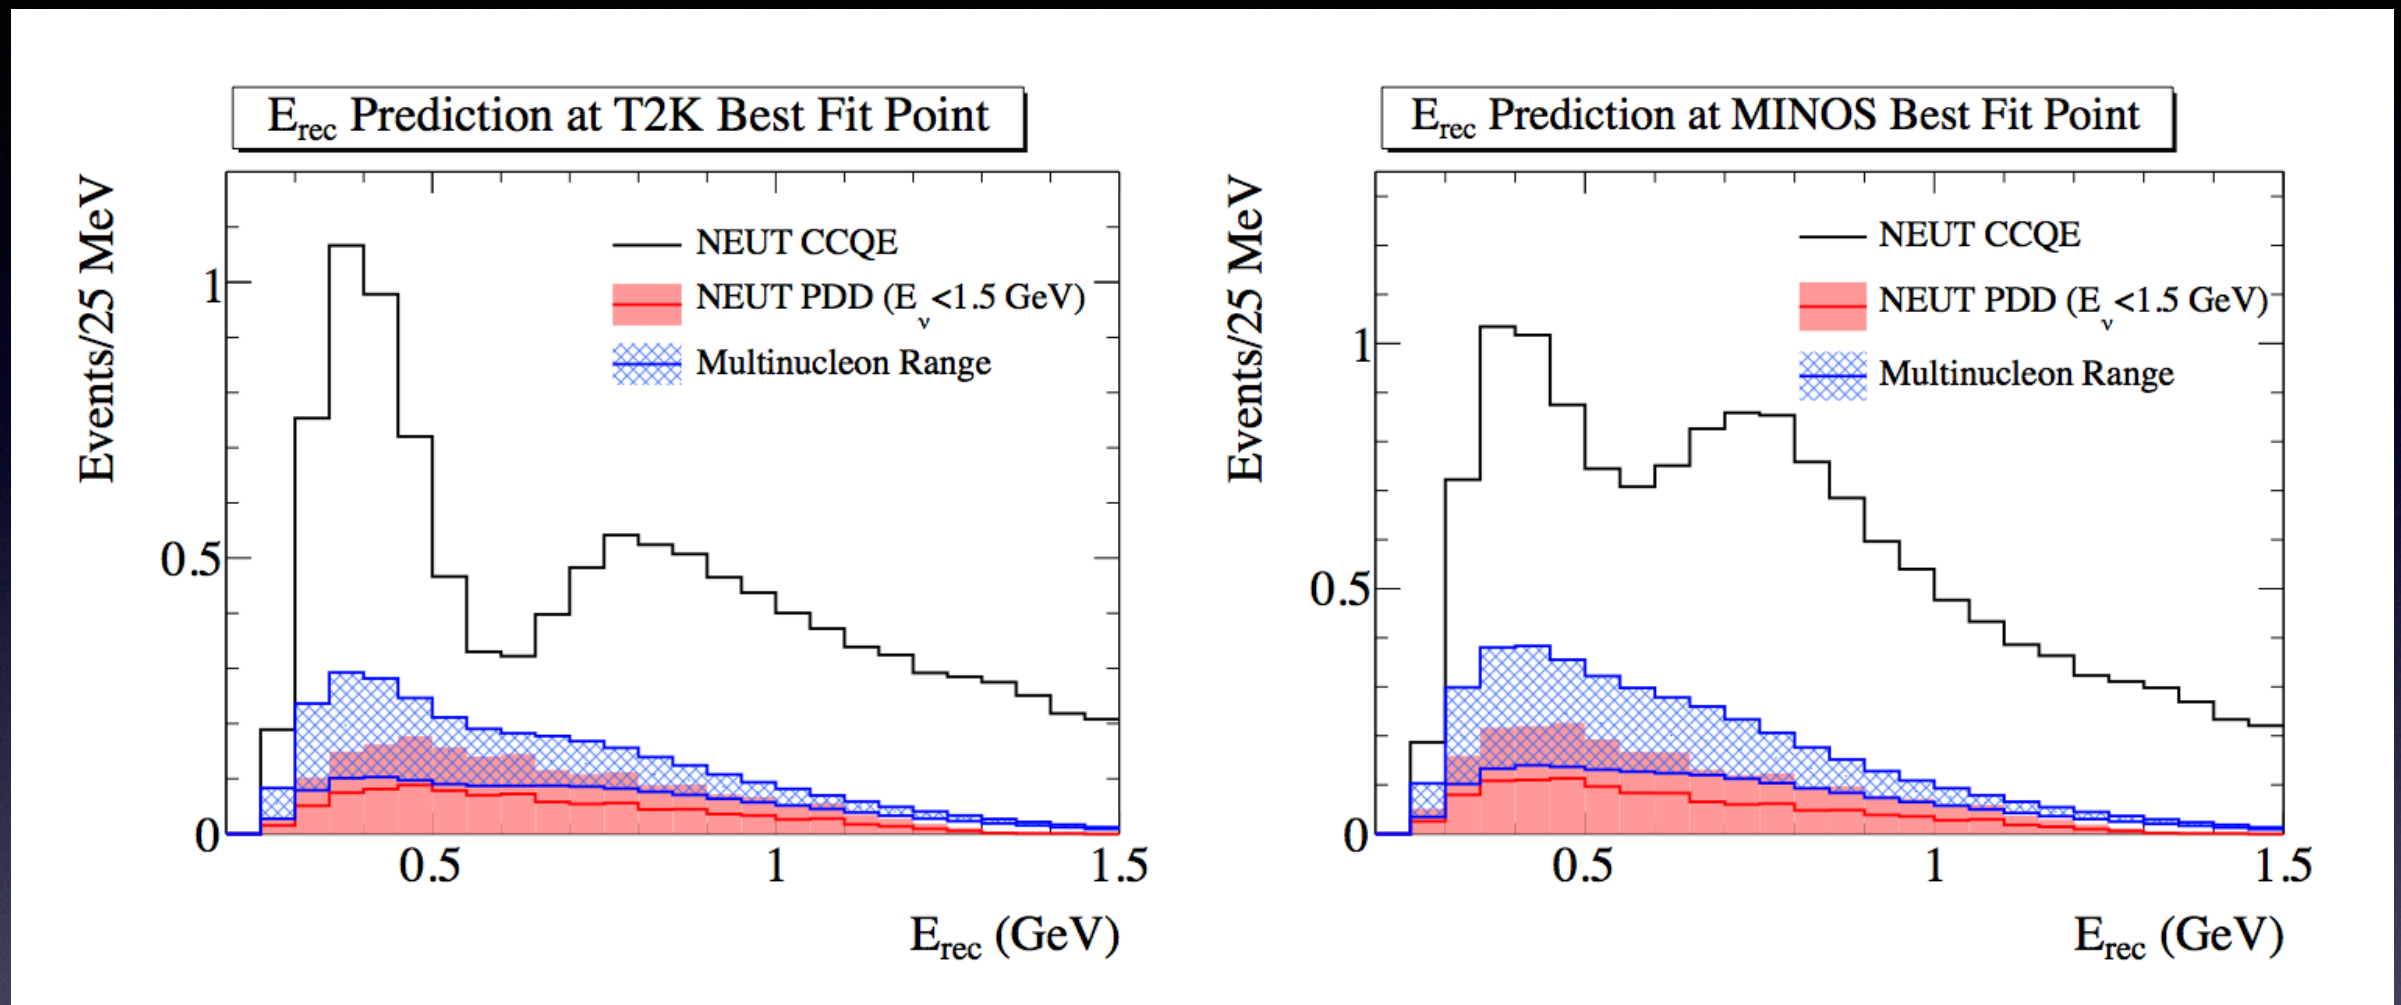 E_rec Prediction at T2K Best Fit Point
Events/25 MeV
NEUT CCQE
NEUT PDD (E_ν<1.5 GeV)
Multinucleon Range
1
0.5
0
0.5 1 1.5
E_rec (GeV)
E_rec Prediction at MINOS Best Fit Point
Events/25 MeV
NEUT CCQE
NEUT PDD (E_ν<1.5 GeV)
Multinucleon Range
1
0.5
0
0.5 1 1.5
E_rec (GeV)